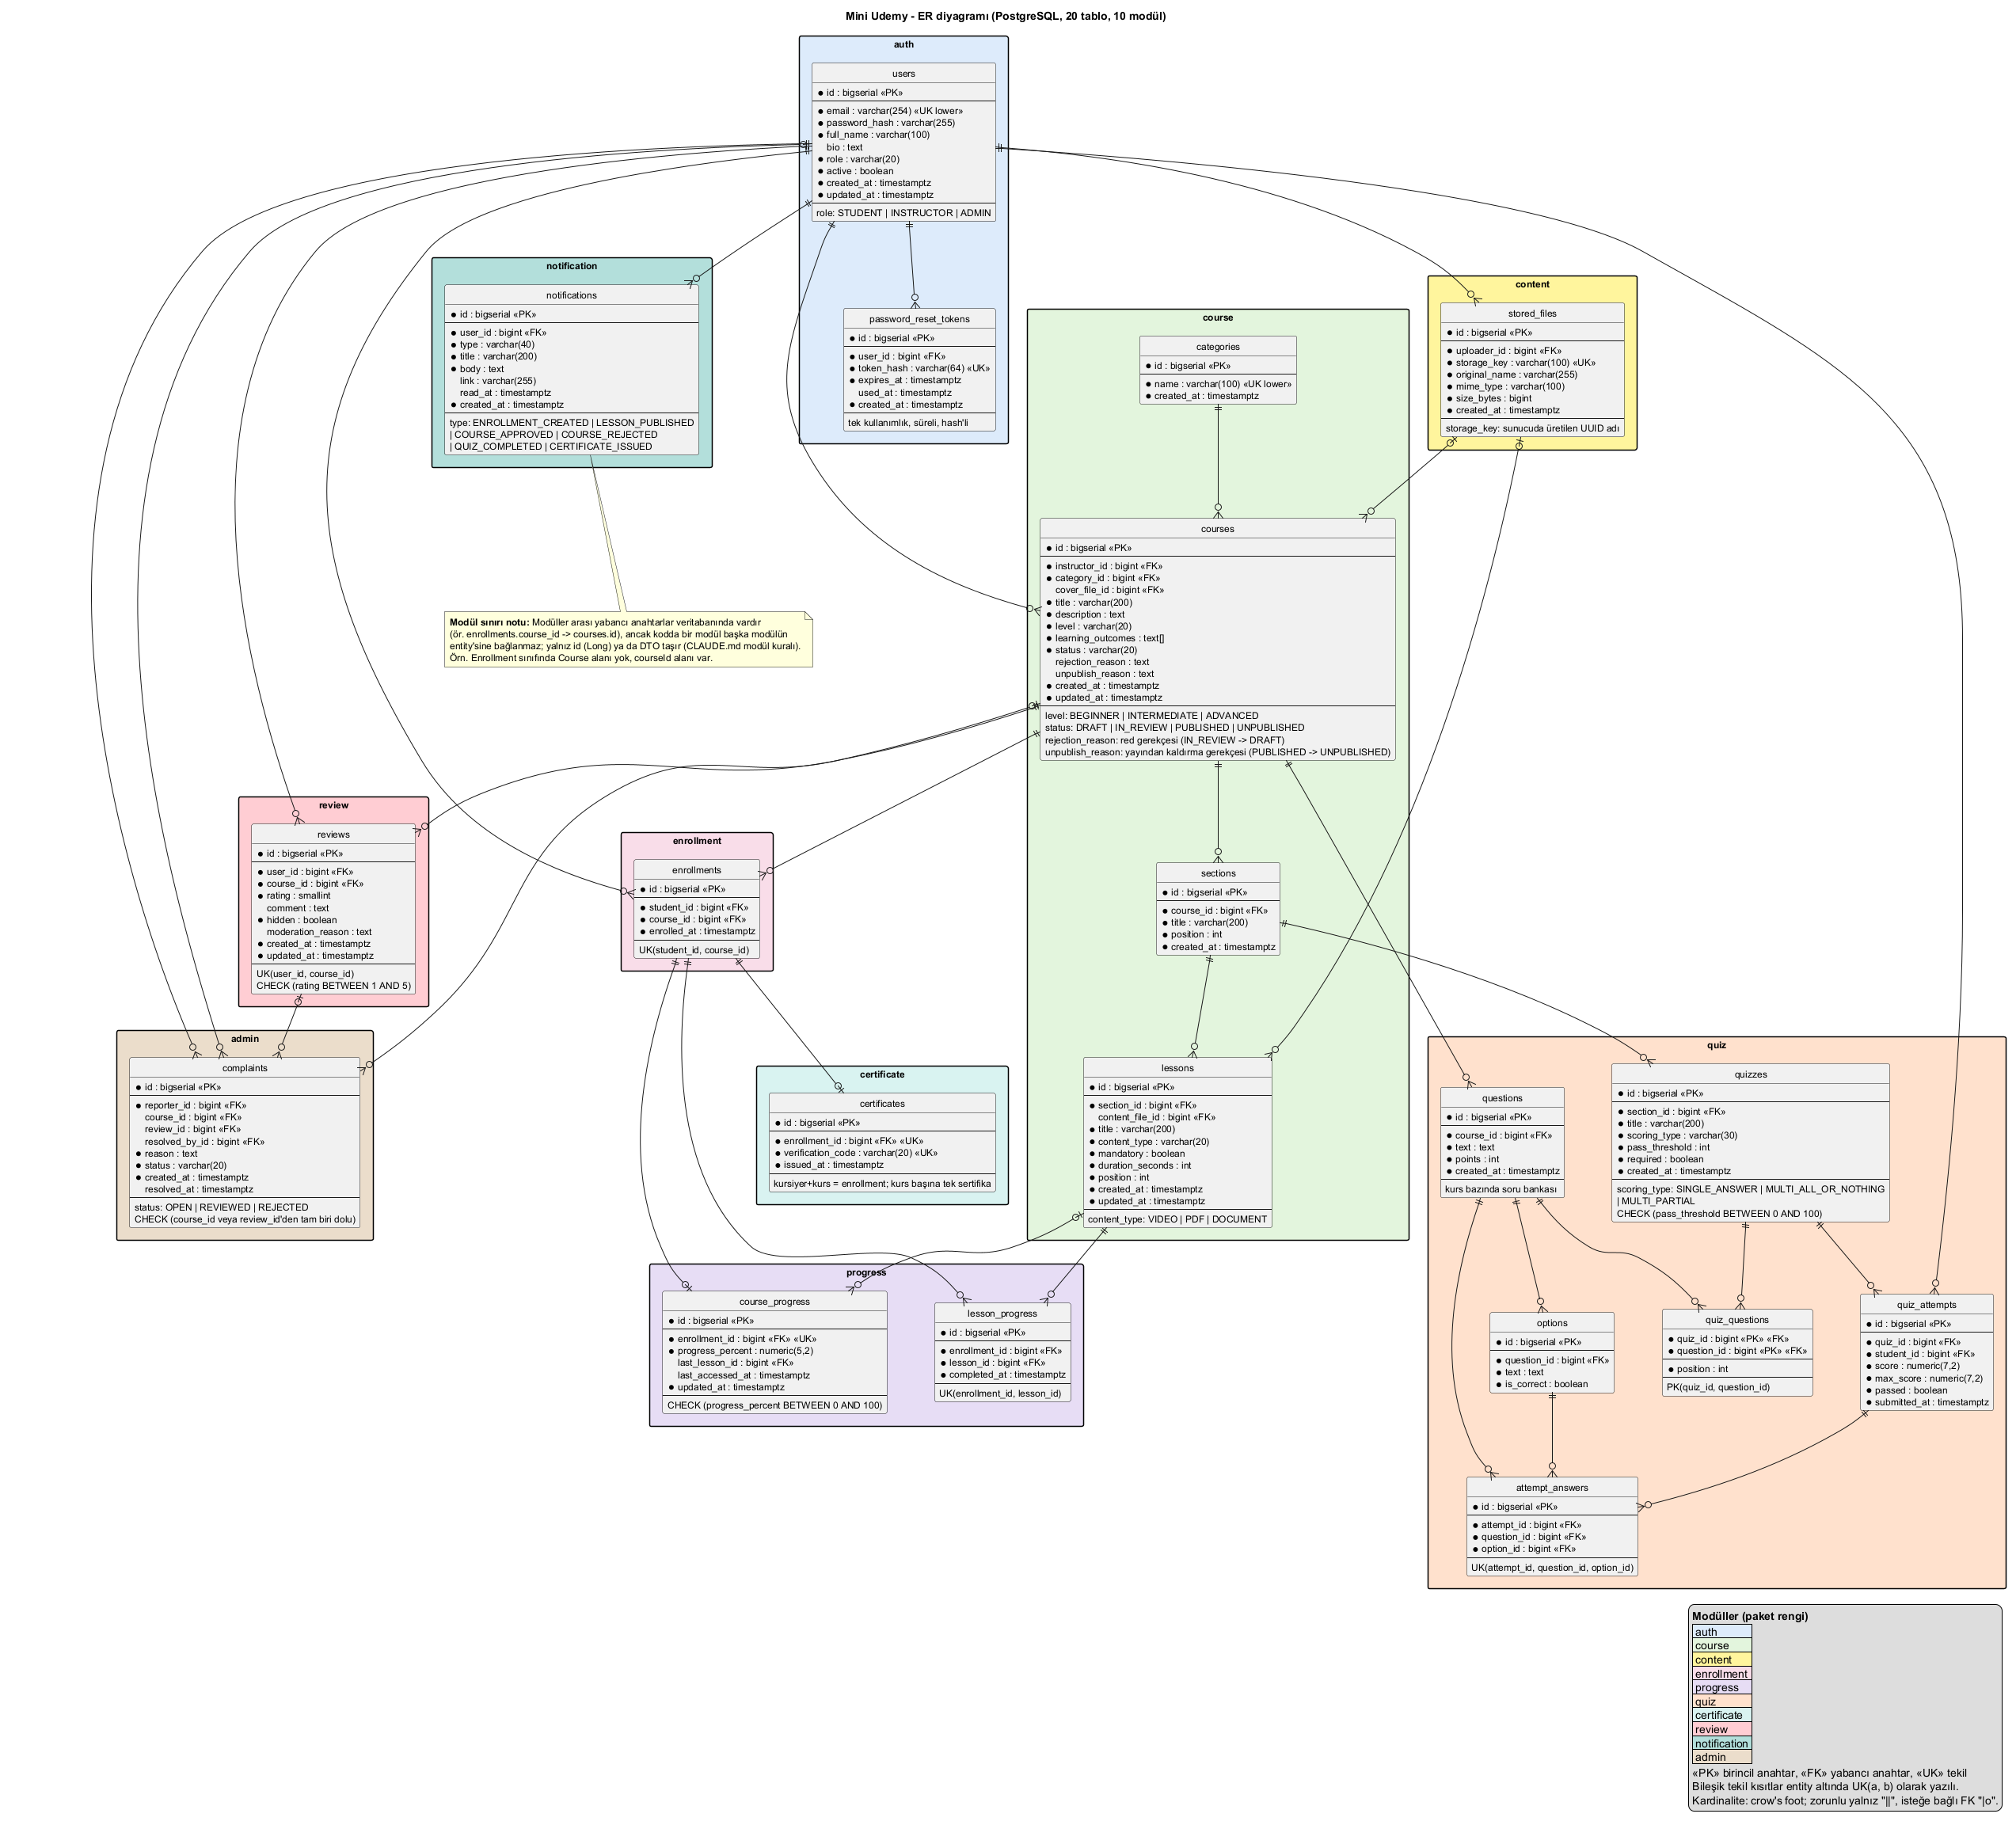 Mini Udemy - ER diyagramı (PostgreSQL, 20 tablo, 10 modül)
auth
users
id : bigserial «PK»
email : varchar(254) «UK lower»
password_hash : varchar(255)
full_name : varchar(100)
bio : text
role : varchar(20)
active : boolean
created_at : timestamptz
updated_at : timestamptz
role: STUDENT | INSTRUCTOR | ADMIN
notification
notifications
id : bigserial «PK»
user_id : bigint «FK»
type : varchar(40)
title : varchar(200)
body : text
link : varchar(255)
read_at : timestamptz
created_at : timestamptz
type: ENROLLMENT_CREATED | LESSON_PUBLISHED
| COURSE_APPROVED | COURSE_REJECTED
| QUIZ_COMPLETED | CERTIFICATE_ISSUED
password_reset_tokens
id : bigserial «PK»
user_id : bigint «FK»
token_hash : varchar(64) «UK»
expires_at : timestamptz
used_at : timestamptz
created_at : timestamptz
tek kullanımlık, süreli, hash'li
content
stored_files
id : bigserial «PK»
uploader_id : bigint «FK»
storage_key : varchar(100) «UK»
original_name : varchar(255)
mime_type : varchar(100)
size_bytes : bigint
created_at : timestamptz
storage_key: sunucuda üretilen UUID adı
course
categories
id : bigserial «PK»
name : varchar(100) «UK lower»
created_at : timestamptz
courses
id : bigserial «PK»
instructor_id : bigint «FK»
category_id : bigint «FK»
cover_file_id : bigint «FK»
title : varchar(200)
description : text
level : varchar(20)
learning_outcomes : text[]
status : varchar(20)
rejection_reason : text
unpublish_reason : text
created_at : timestamptz
updated_at : timestamptz
level: BEGINNER | INTERMEDIATE | ADVANCED
status: DRAFT | IN_REVIEW | PUBLISHED | UNPUBLISHED
rejection_reason: red gerekçesi (IN_REVIEW -> DRAFT)
unpublish_reason: yayından kaldırma gerekçesi (PUBLISHED -> UNPUBLISHED)
Modül sınırı notu: Modüller arası yabancı anahtarlar veritabanında vardır
(ör. enrollments.course_id -> courses.id), ancak kodda bir modül başka modülün
entity'sine bağlanmaz; yalnız id (Long) ya da DTO taşır (CLAUDE.md modül kuralı).
Örn. Enrollment sınıfında Course alanı yok, courseId alanı var.
review
reviews
id : bigserial «PK»
user_id : bigint «FK»
course_id : bigint «FK»
rating : smallint
comment : text
hidden : boolean
moderation_reason : text
created_at : timestamptz
updated_at : timestamptz
UK(user_id, course_id)
CHECK (rating BETWEEN 1 AND 5)
enrollment
enrollments
id : bigserial «PK»
student_id : bigint «FK»
course_id : bigint «FK»
enrolled_at : timestamptz
UK(student_id, course_id)
sections
id : bigserial «PK»
course_id : bigint «FK»
title : varchar(200)
position : int
created_at : timestamptz
admin
complaints
id : bigserial «PK»
reporter_id : bigint «FK»
course_id : bigint «FK»
review_id : bigint «FK»
resolved_by_id : bigint «FK»
reason : text
status : varchar(20)
created_at : timestamptz
resolved_at : timestamptz
status: OPEN | REVIEWED | REJECTED
CHECK (course_id veya review_id'den tam biri dolu)
certificate
certificates
id : bigserial «PK»
enrollment_id : bigint «FK» «UK»
verification_code : varchar(20) «UK»
issued_at : timestamptz
kursiyer+kurs = enrollment; kurs başına tek sertifika
lessons
id : bigserial «PK»
section_id : bigint «FK»
content_file_id : bigint «FK»
title : varchar(200)
content_type : varchar(20)
mandatory : boolean
duration_seconds : int
position : int
created_at : timestamptz
updated_at : timestamptz
content_type: VIDEO | PDF | DOCUMENT
quiz
questions
id : bigserial «PK»
course_id : bigint «FK»
text : text
points : int
created_at : timestamptz
kurs bazında soru bankası
quizzes
id : bigserial «PK»
section_id : bigint «FK»
title : varchar(200)
scoring_type : varchar(30)
pass_threshold : int
required : boolean
created_at : timestamptz
scoring_type: SINGLE_ANSWER | MULTI_ALL_OR_NOTHING
| MULTI_PARTIAL
CHECK (pass_threshold BETWEEN 0 AND 100)
progress
course_progress
id : bigserial «PK»
enrollment_id : bigint «FK» «UK»
progress_percent : numeric(5,2)
last_lesson_id : bigint «FK»
last_accessed_at : timestamptz
updated_at : timestamptz
CHECK (progress_percent BETWEEN 0 AND 100)
lesson_progress
id : bigserial «PK»
enrollment_id : bigint «FK»
lesson_id : bigint «FK»
completed_at : timestamptz
UK(enrollment_id, lesson_id)
options
id : bigserial «PK»
question_id : bigint «FK»
text : text
is_correct : boolean
quiz_questions
quiz_id : bigint «PK» «FK»
question_id : bigint «PK» «FK»
position : int
PK(quiz_id, question_id)
quiz_attempts
id : bigserial «PK»
quiz_id : bigint «FK»
student_id : bigint «FK»
score : numeric(7,2)
max_score : numeric(7,2)
passed : boolean
submitted_at : timestamptz
attempt_answers
id : bigserial «PK»
attempt_id : bigint «FK»
question_id : bigint «FK»
option_id : bigint «FK»
UK(attempt_id, question_id, option_id)
Modüller (paket rengi)
auth
course
content
enrollment
progress
quiz
certificate
review
notification
admin
«PK» birincil anahtar, «FK» yabancı anahtar, «UK» tekil
Bileşik tekil kısıtlar entity altında UK(a, b) olarak yazılı.
Kardinalite: crow's foot; zorunlu yalnız "||", isteğe bağlı FK "|o".